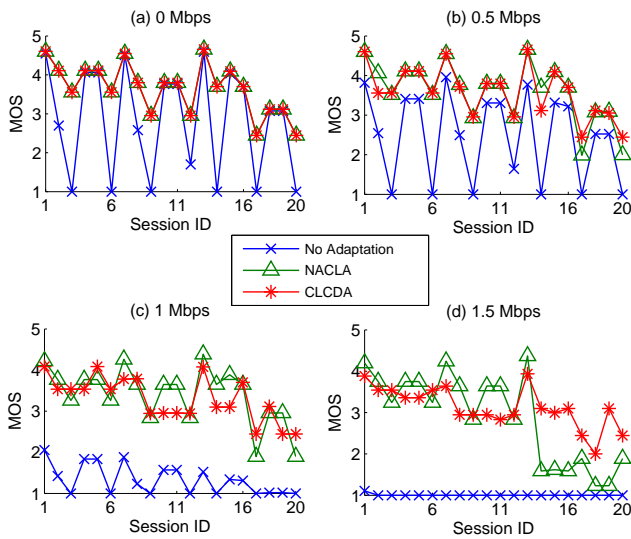 (a) 0 Mbps
(b) 0.5 Mbps
5
4
3
2
1
MOS
1 6 11 16 20
Session ID
5
4
3
2
1
MOS
1 6 11 16 20
Session ID
No Adaptation
NACLA
CLCDA
(c) 1 Mbps
(d) 1.5 Mbps
5
4
3
2
1
MOS
1 6 11 16 20
Session ID
5
4
3
2
1
MOS
1 6 11 16 20
Session ID